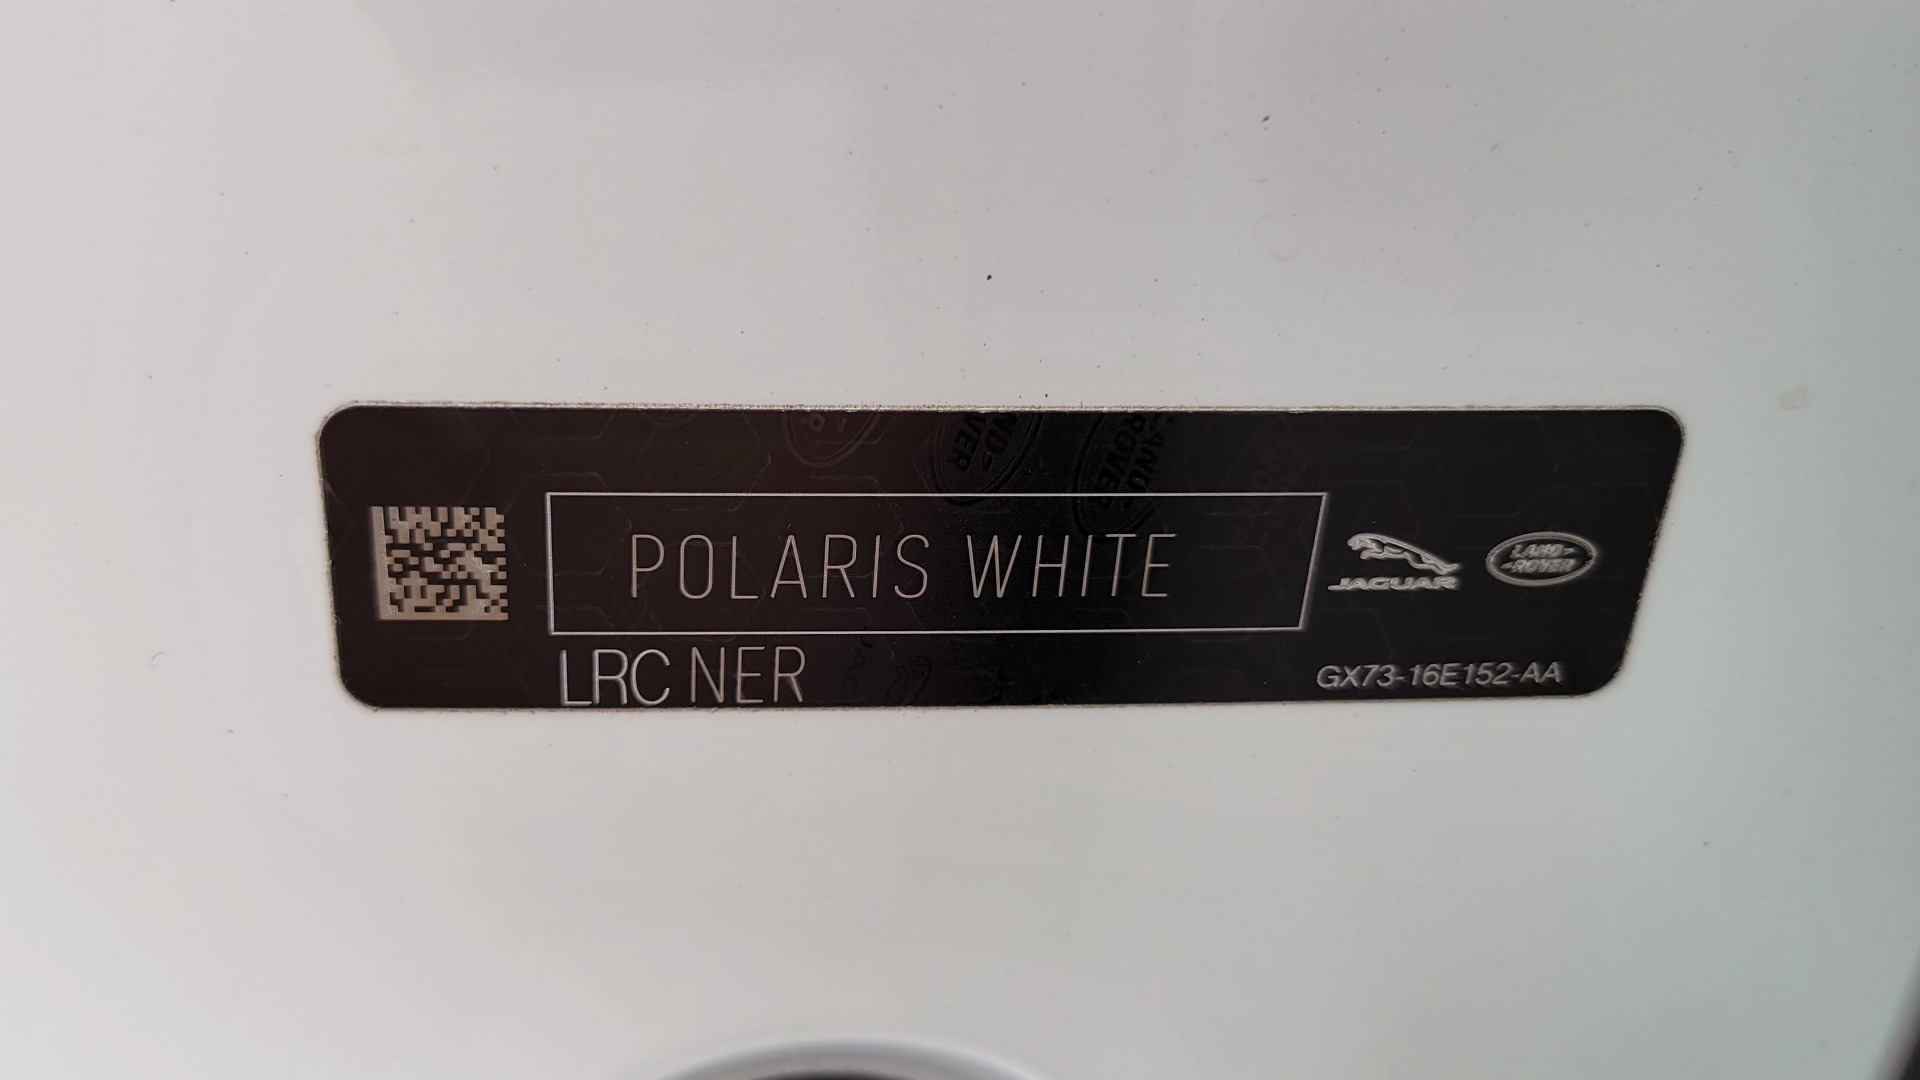 POLARIS WHITE
JAGUAR
LAND-
-ROVER
LRC NER
GX73-16E152-AA